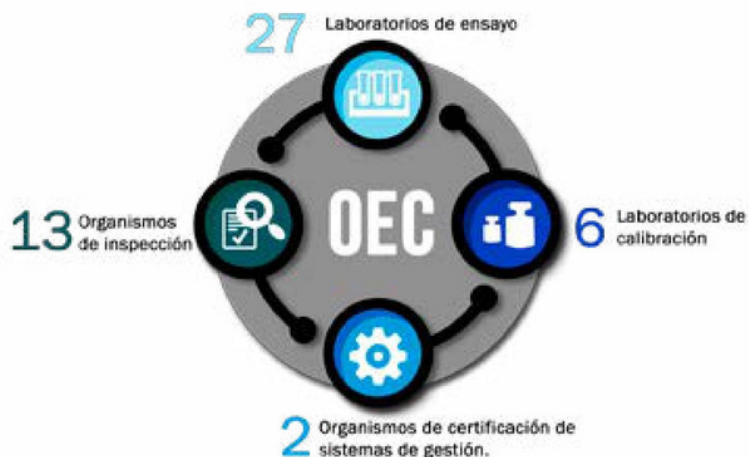 27 Laboratorios de ensayo
OEC
13 Organismos
de inspección
6 Laboratorios de
calibración
2 Organismos de certificación de
sistemas de gestión.